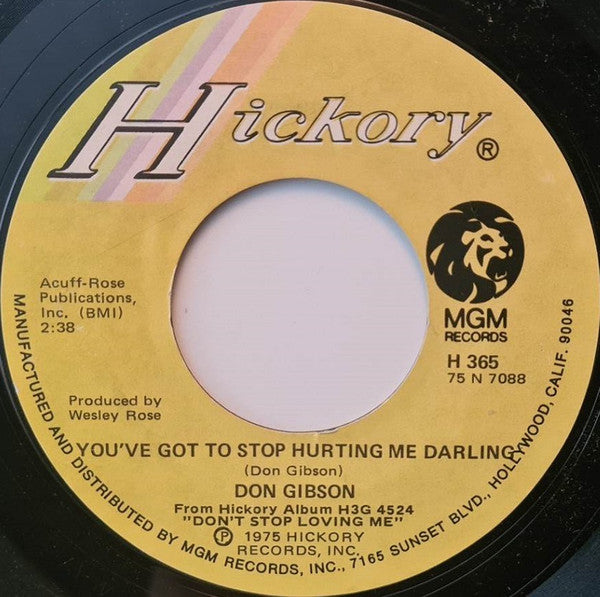 Hickory®
Acuff-Rose
Publications,
Inc. (BMI)
2:38
MGM
RECORDS
H 365
75 N 7088
Produced by
Wesley Rose
YOU'VE GOT TO STOP HURTING ME DARLING
(Don Gibson)
DON GIBSON
From Hickory Album H3G 4524
"DON'T STOP LOVING ME"
Ⓟ 1975 HICKORY
RECORDS, INC.
MANUFACTURED AND DISTRIBUTED BY MGM RECORDS, INC., 7165 SUNSET BLVD., HOLLYWOOD, CALIF. 90046